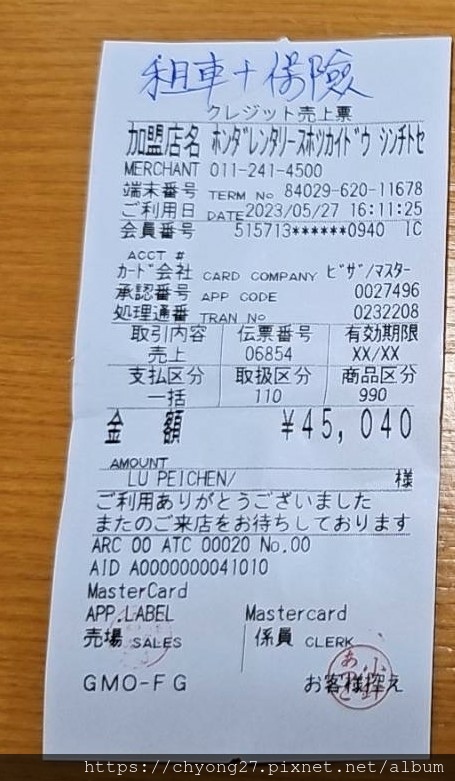 租車+保險
クレジット売上票
加盟店名 ホンダレンタリースホツカイドウ シンチトセ
MERCHANT 011-241-4500
端末番号 TERM No 84029-620-11678
ご利用日 DATE 2023/05/27 16:11:25
会員番号 515713******0940 IC
ACCT #
カード会社 CARD COMPANY ビザ/マスター
承認番号 APP CODE 0027496
処理通番 TRAN No 0232208
取引内容 伝票番号 有効期限
売上 06854 XX/XX
支払区分 取扱区分 商品区分
一括 110 990
金 額 ¥45,040
AMOUNT
LU PEICHEN/ 様
ご利用ありがとうございました
またのご来店をお待ちしております
ARC 00 ATC 00020 No.00
AID A0000000041010
MasterCard
APP.LABEL Mastercard
売場 SALES 係員 CLERK
GMO-FG お客様控え
https://chyong27.pixnet.net/album